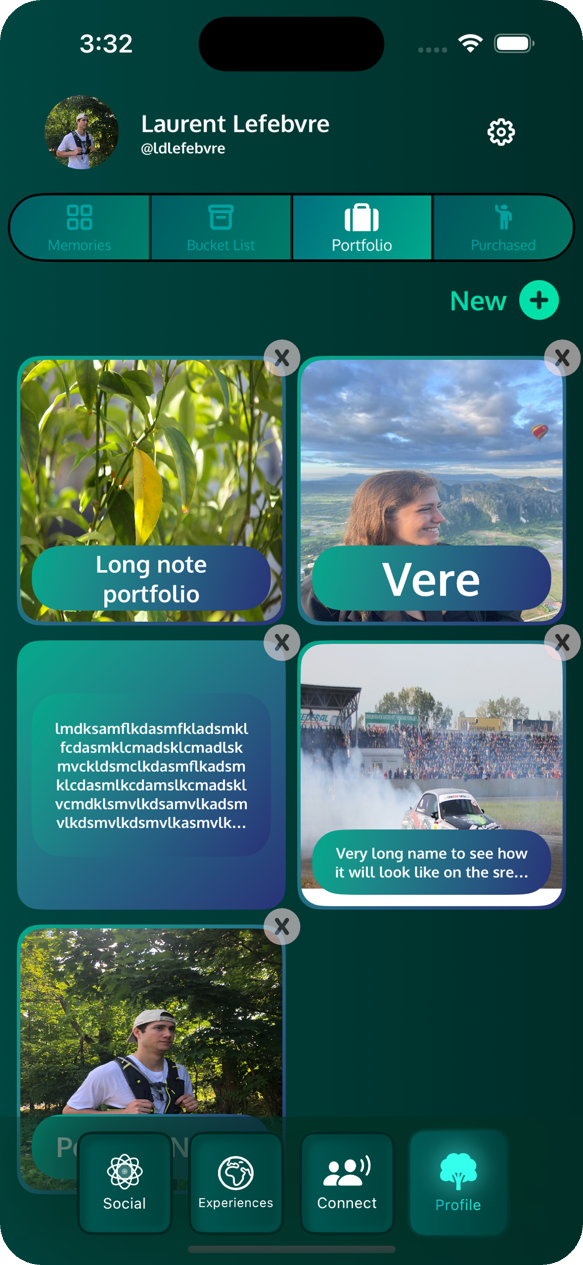 3:32
Laurent Lefebvre
@ldlefebvre
Memories
Bucket List
Portfolio
Purchased
New
X
X
Long note
portfolio
Vere
X
X
lmdksamflkdasmfkladsmkl
fcdasmklcmadsklcmadlsk
mvckldsmclkdasmflkadsm
klcdasmlkcdamslkcmadskl
vcmdklsmvlkdsamvlkadsm
vlkdsmvlkdsmvlkasmvlk...
Very long name to see how
it will look like on the sre...
X
Social
Experiences
Connect
Profile